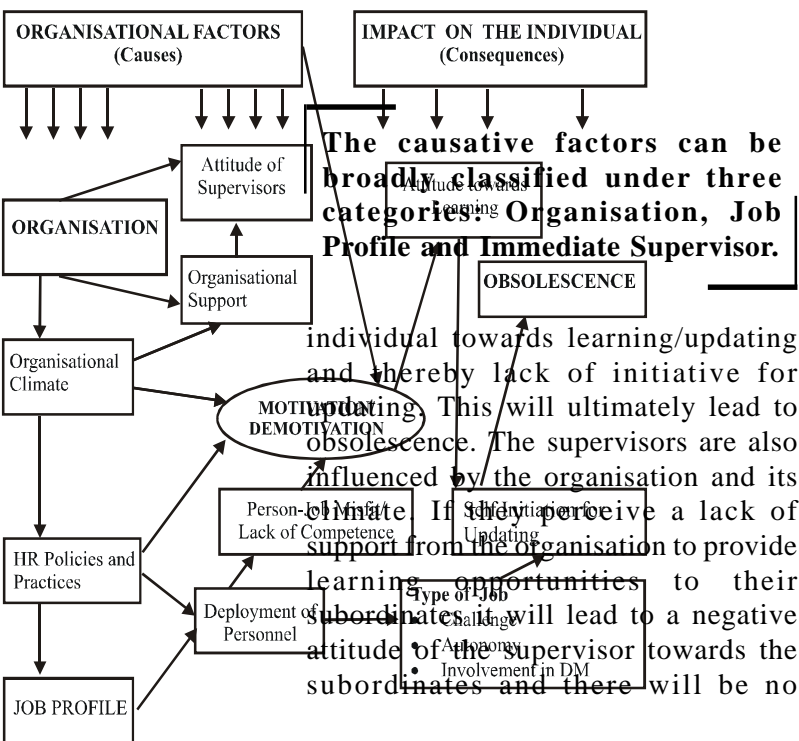 ORGANISATIONAL FACTORS
(Causes)
IMPACT ON THE INDIVIDUAL
(Consequences)
The causative factors can be
broadly classified under three
categories: Organisation, Job
Profile and Immediate Supervisor.
Attitude of
Supervisors
Attitude towards
Learning
ORGANISATION
Organisational
Support
OBSOLESCENCE
Organisational
Climate
MOTIVATION/
DEMOTIVATION
Person-Job Misfit/
Lack of Competence
Self-Initiation for
Updating
HR Policies and
Practices
Deployment of
Personnel
Type of Job
• Challenge
• Autonomy
• Involvement in DM
JOB PROFILE
individual towards learning/updating
and thereby lack of initiative for
updating. This will ultimately lead to
obsolescence. The supervisors are also
influenced by the organisation and its
climate. If they perceive a lack of
support from the organisation to provide
learning opportunities to their
subordinates it will lead to a negative
attitude of the supervisor towards the
subordinates and there will be no